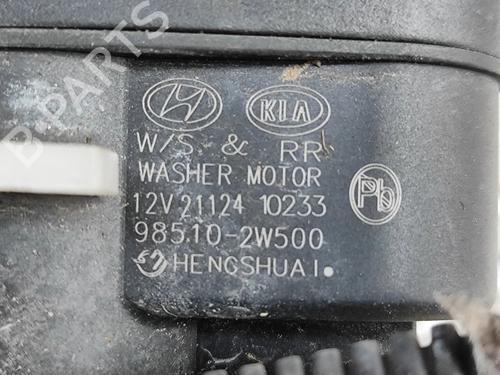 B-PARTS
KIA
W/S & RR
WASHER MOTOR
12V 21124 10233
98510-2W500
HENGSHUAI.
Pb